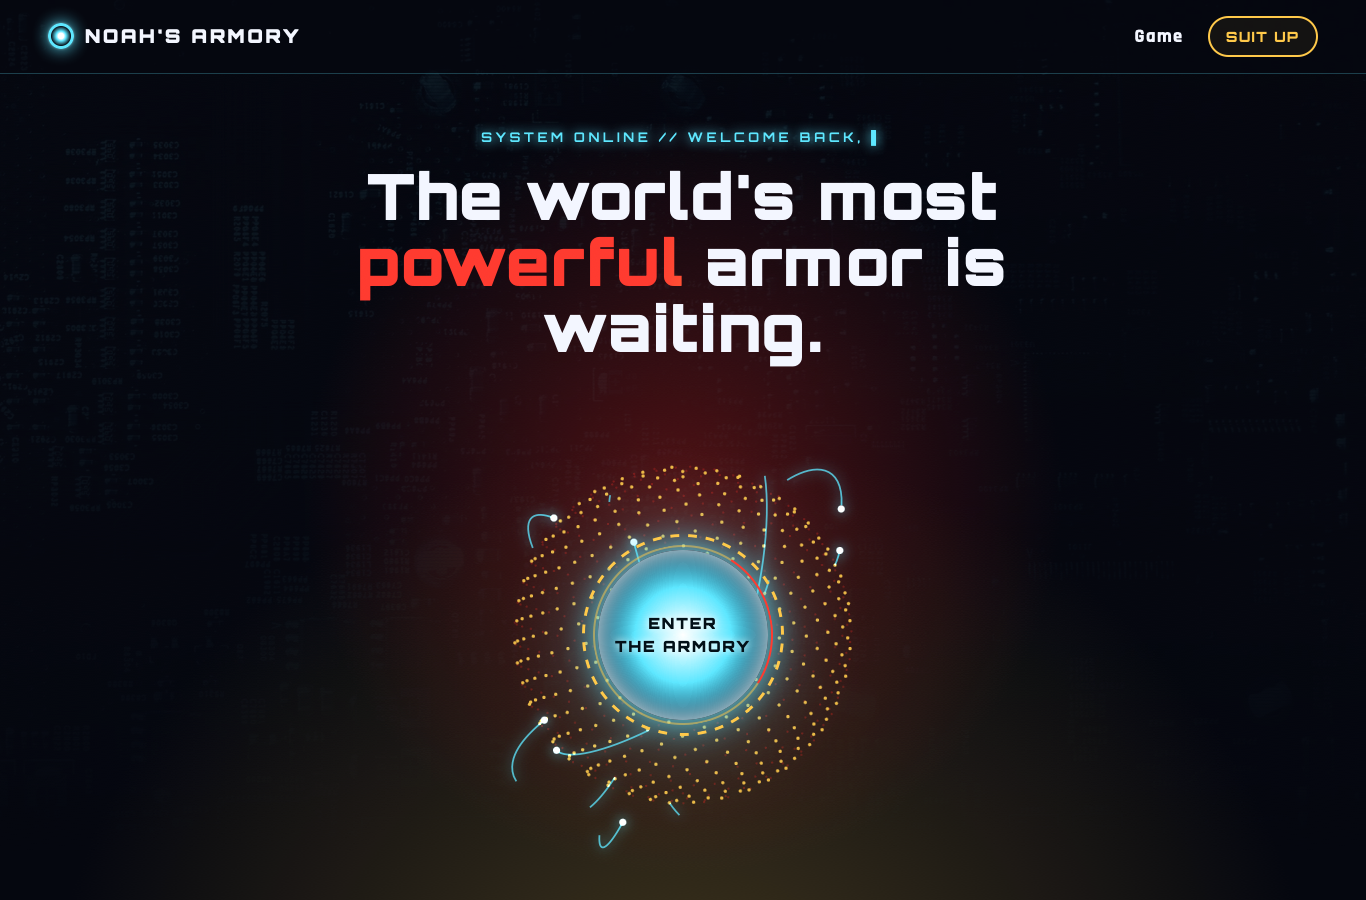 NOAH'S ARMORY
Game
SUIT UP
SYSTEM ONLINE // WELCOME BACK,
The world's most
powerful armor is
waiting.
ENTER
THE ARMORY